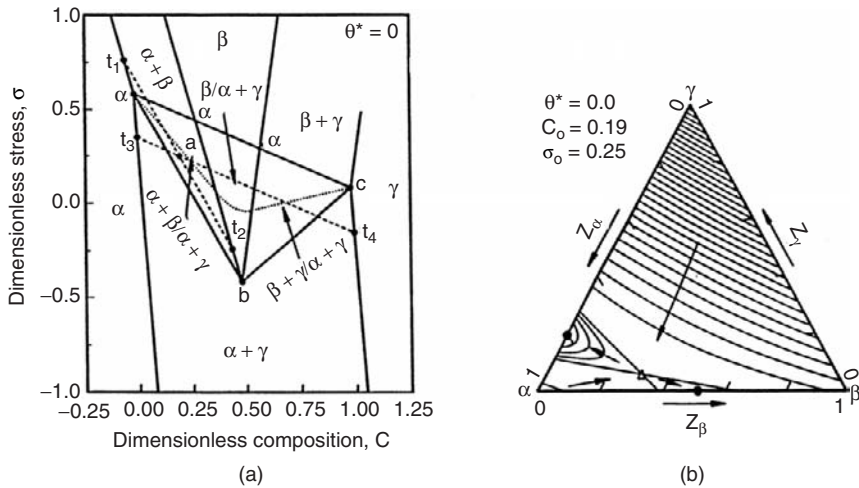 1.0
0.5
0.0
−0.5
−1.0
Dimensionless stress, σ
θ* = 0
t1
α + β
β
α
β/α + γ
α
α
β + γ
a
t3
c
γ
α
α + β/α + γ
t2
t4
b
β + γ/α + γ
α + γ
−0.25 0.00 0.25 0.50 0.75 1.00 1.25
Dimensionless composition, C
(a)
θ* = 0.0
Co = 0.19
σo = 0.25
γ
0 1
Zα
Zγ
1
0
α
β
0
1
Zβ
(b)